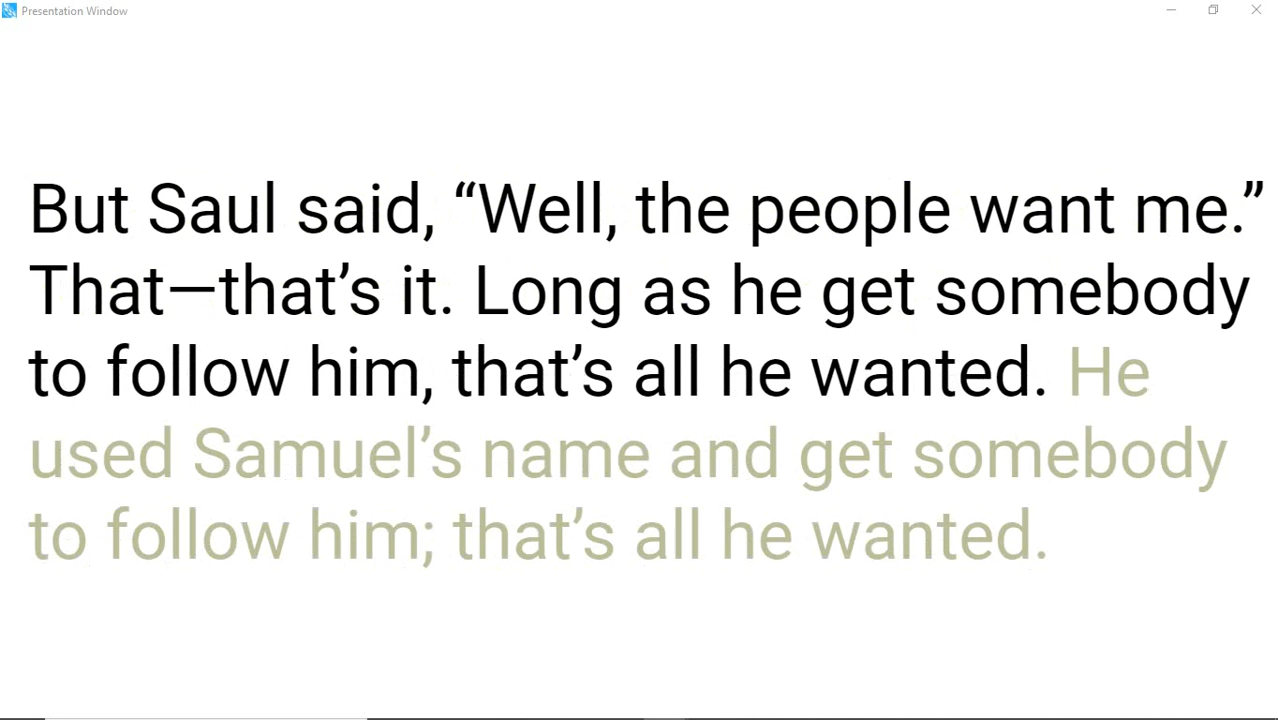 Presentation Window
But Saul said, “Well, the people want me.”
That—that’s it. Long as he get somebody
to follow him, that’s all he wanted. He
used Samuel’s name and get somebody
to follow him; that’s all he wanted.